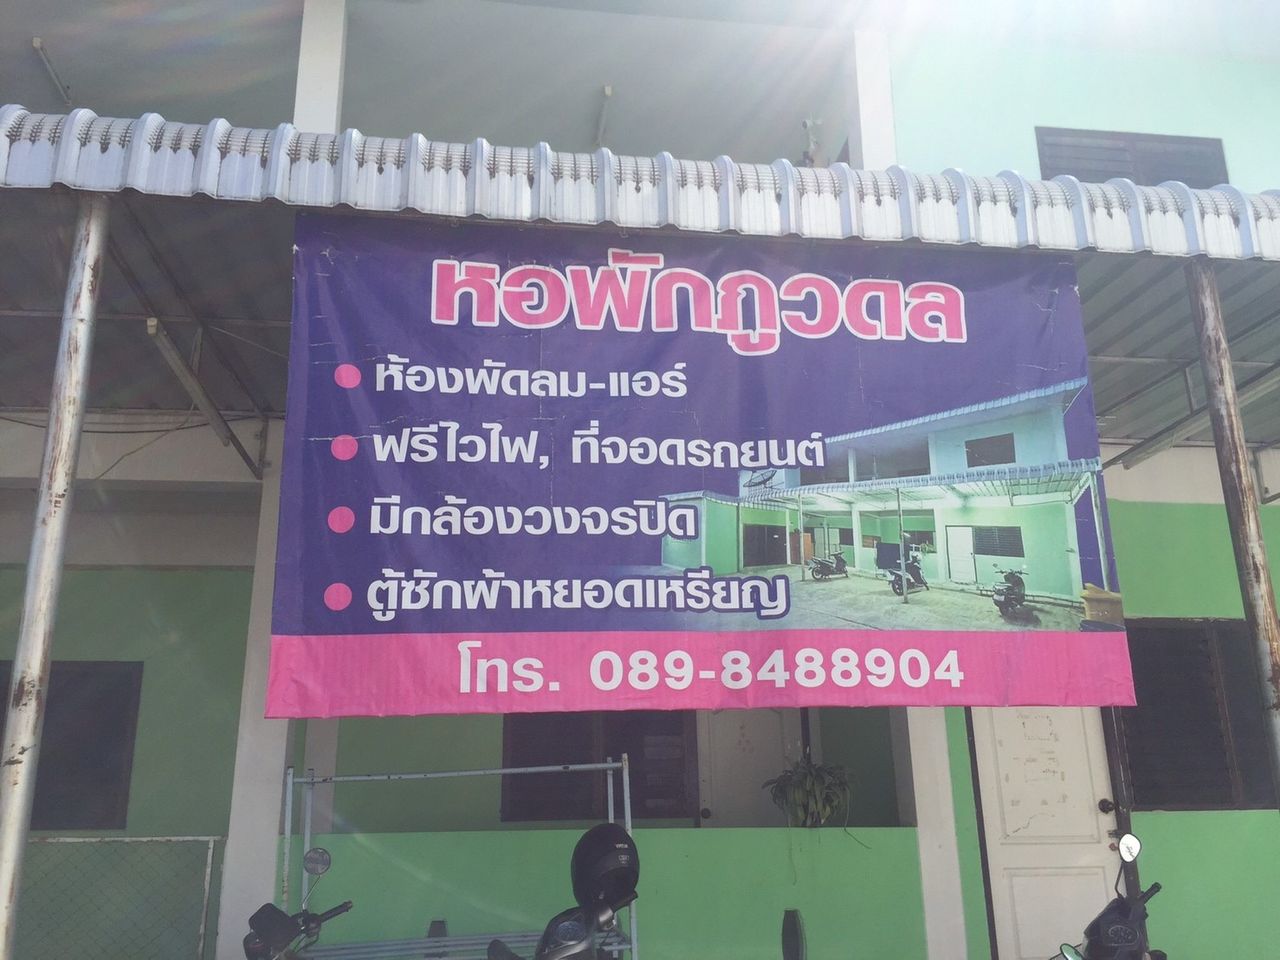 หอพักภูวดล
ห้องพัดลม-แอร์
ฟรีไวไฟ, ที่จอดรถยนต์
มีกล้องวงจรปิด
ตู้ซักผ้าหยอดเหรียญ
โทร. 089-8488904